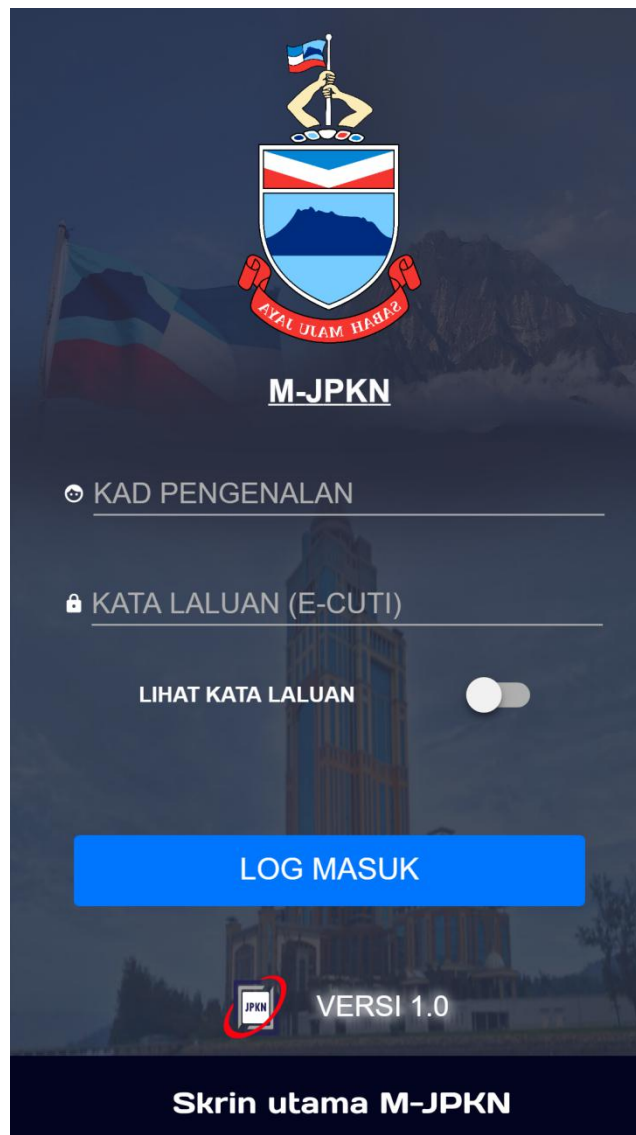 SABAH MAJU JAYA
M-JPKN
KAD PENGENALAN
KATA LALUAN (E-CUTI)
LIHAT KATA LALUAN
LOG MASUK
JPKN
VERSI 1.0
Skrin utama M-JPKN